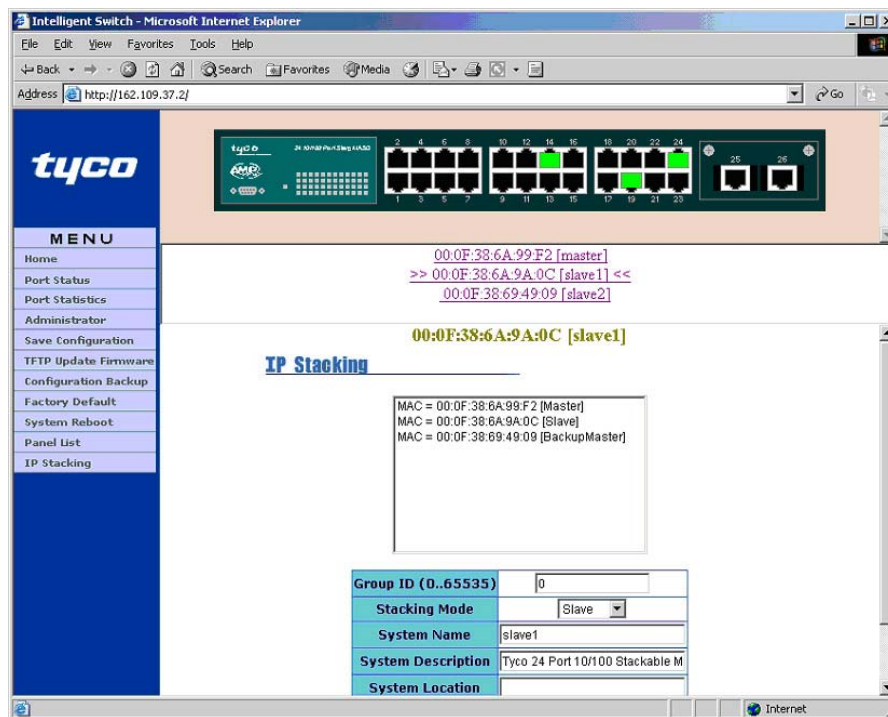 Intelligent Switch - Microsoft Internet Explorer
File Edit View Favorites Tools Help
Back Search Favorites Media
Address http://162.109.37.2/ Go
tyco
tyco
AMP
2 4 6 8 10 12 14 16 18 20 22 24
25 26
1 3 5 7 9 11 13 15 17 19 21 23
MENU
Home
Port Status
Port Statistics
Administrator
Save Configuration
TFTP Update Firmware
Configuration Backup
Factory Default
System Reboot
Panel List
IP Stacking
00:0F:38:6A:99:F2 [master]
>> 00:0F:38:6A:9A:0C [slave1] <<
00:0F:38:69:49:09 [slave2]
00:0F:38:6A:9A:0C [slave1]
IP Stacking
MAC = 00:0F:38:6A:99:F2 [Master]
MAC = 00:0F:38:6A:9A:0C [Slave]
MAC = 00:0F:38:69:49:09 [BackupMaster]
Group ID (0..65535) 0
Stacking Mode Slave
System Name slave1
System Description Tyco 24 Port 10/100 Stackable M
System Location
Internet